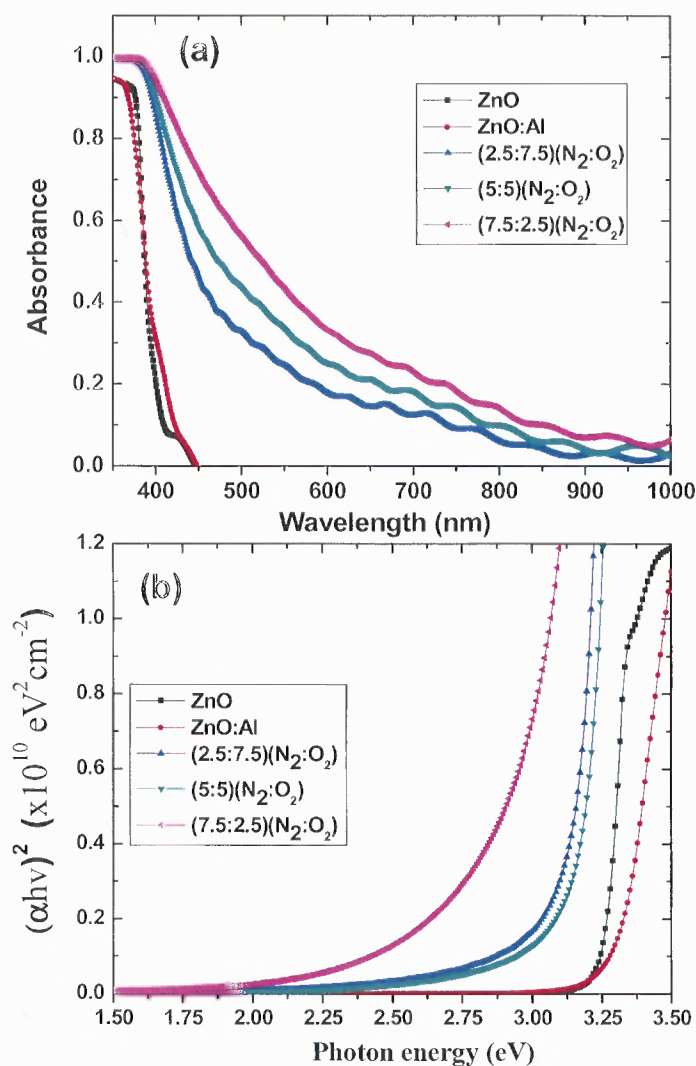 (a)
1.0
0.8
0.6
0.4
0.2
0.0
Absorbance
ZnO
ZnO:Al
(2.5:7.5)(N₂:O₂)
(5:5)(N₂:O₂)
(7.5:2.5)(N₂:O₂)
400 500 600 700 800 900 1000
Wavelength (nm)
(b)
1.2
1.0
0.8
0.6
0.4
0.2
0.0
(αhν)² (x10¹⁰ eV²cm⁻²)
ZnO
ZnO:Al
(2.5:7.5)(N₂:O₂)
(5:5)(N₂:O₂)
(7.5:2.5)(N₂:O₂)
1.50 1.75 2.00 2.25 2.50 2.75 3.00 3.25 3.50
Photon energy (eV)